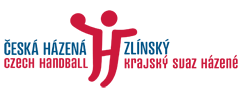 ČESKÁ HÁZENÁ ZLÍNSKÝ
CZECH HANDBALL KRAJSKÝ SVAZ HÁZENÉ